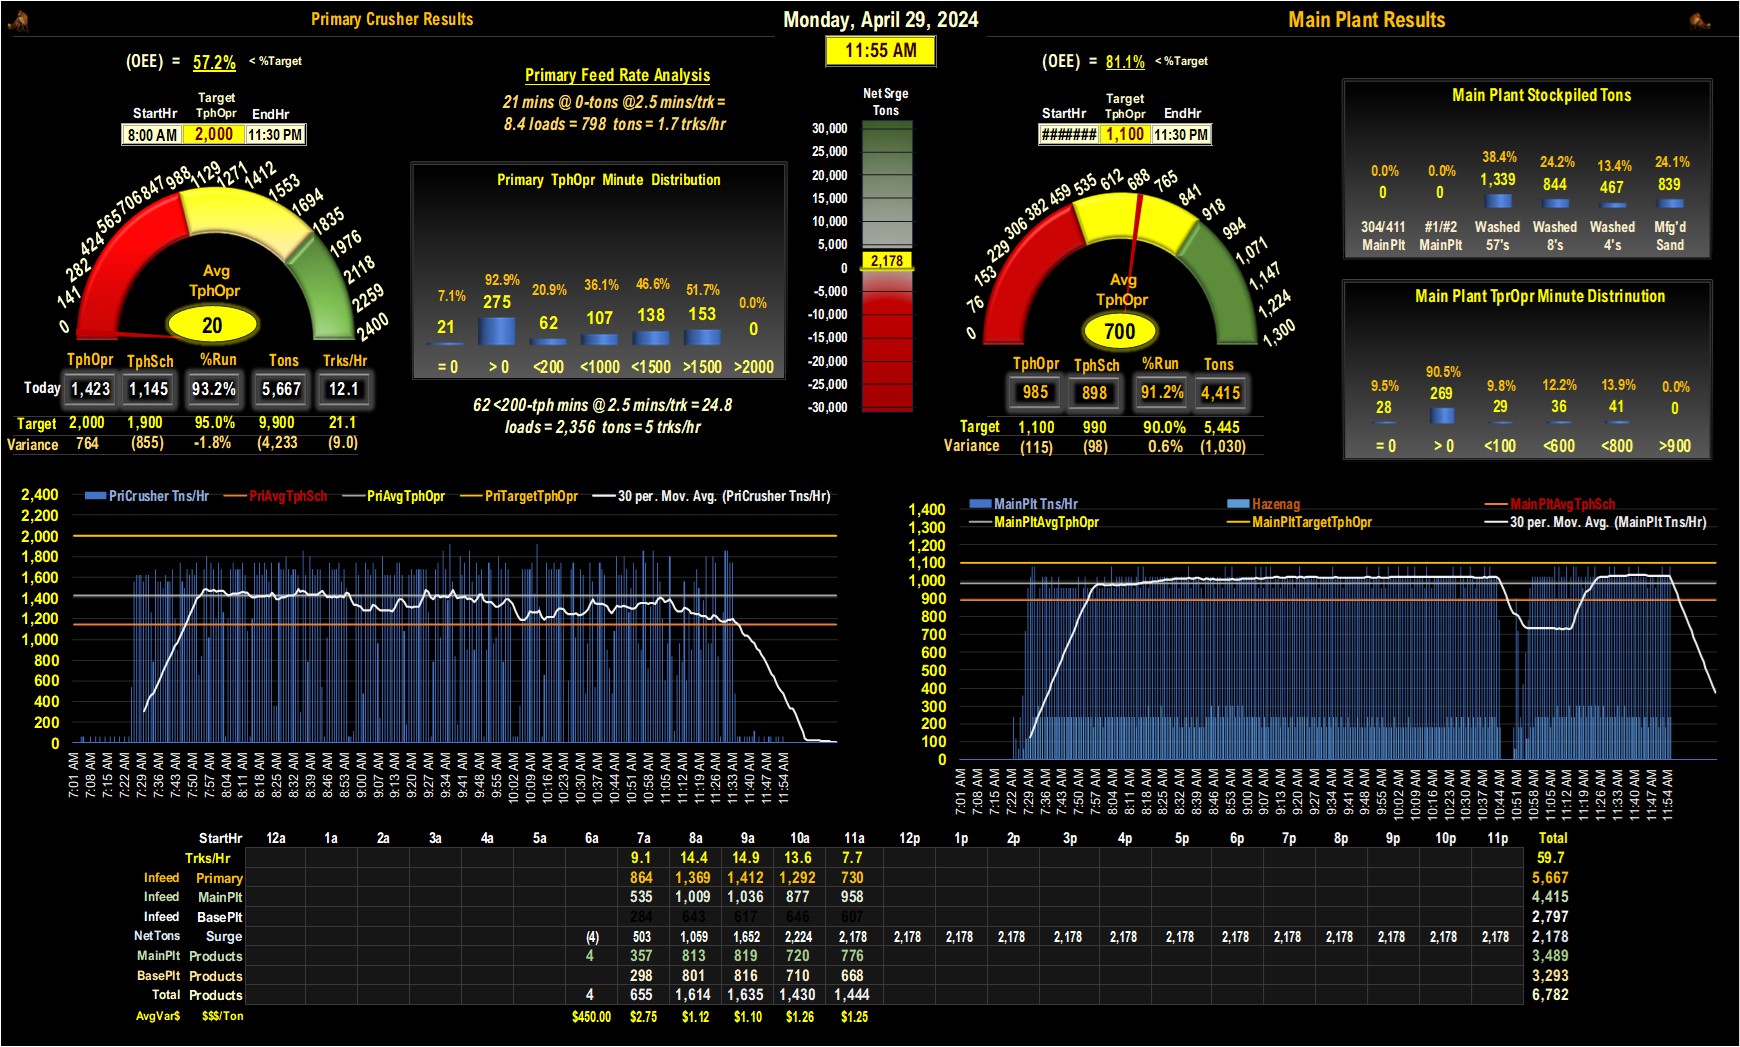 Primary Crusher Results
Monday, April 29, 2024
Main Plant Results
11:55 AM
(OEE) = 57.2% < %Target
StartHr Target TphOpr EndHr
8:00 AM 2,000 11:30 PM
0 141 282 424 565 706 847 988 1129 1271 1412 1553 1694 1835 1976 2118 2259 2400
Avg
TphOpr
20
TphOpr TphSch %Run Tons Trks/Hr
Today 1,423 1,145 93.2% 5,667 12.1
Target 2,000 1,900 95.0% 9,900 21.1
Variance 764 (855) -1.8% (4,233 (9.0)
Primary Feed Rate Analysis
21 mins @ 0-tons @2.5 mins/trk =
8.4 loads = 798 tons = 1.7 trks/hr
Primary TphOpr Minute Distribution
7.1% 92.9% 20.9% 36.1% 46.6% 51.7% 0.0%
21 275 62 107 138 153 0
= 0 > 0 <200 <1000 <1500 >1500 >2000
62 <200-tph mins @ 2.5 mins/trk = 24.8
loads = 2,356 tons = 5 trks/hr
Net Srge
Tons
30,000
25,000
20,000
15,000
10,000
5,000
0
-5,000
-10,000
-15,000
-20,000
-25,000
-30,000
2,178
(OEE) = 81.1% < %Target
StartHr Target TphOpr EndHr
####### 1,100 11:30 PM
0 76 153 229 306 382 459 535 612 688 765 841 918 994 1,071 1,147 1,224 1,300
Avg
TphOpr
700
TphOpr TphSch %Run Tons
985 898 91.2% 4,415
Target 1,100 990 90.0% 5,445
Variance (115) (98) 0.6% (1,030)
Main Plant Stockpiled Tons
0.0% 0.0% 38.4% 24.2% 13.4% 24.1%
0 0 1,339 844 467 839
304/411 #1/#2 Washed Washed Washed Mfg'd
MainPlt MainPlt 57's 8's 4's Sand
Main Plant TprOpr Minute Distrinution
9.5% 90.5% 9.8% 12.2% 13.9% 0.0%
28 269 29 36 41 0
= 0 > 0 <100 <600 <800 >900
PriCrusher Tns/Hr PriAvgTphSch PriAvgTphOpr PriTargetTphOpr 30 per. Mov. Avg. (PriCrusher Tns/Hr)
2,400
2,200
2,000
1,800
1,600
1,400
1,200
1,000
800
600
400
200
0
7:01 AM 7:08 AM 7:15 AM 7:22 AM 7:29 AM 7:36 AM 7:43 AM 7:50 AM 7:57 AM 8:04 AM 8:11 AM 8:18 AM 8:25 AM 8:32 AM 8:39 AM 8:46 AM 8:53 AM 9:00 AM 9:07 AM 9:13 AM 9:20 AM 9:27 AM 9:34 AM 9:41 AM 9:48 AM 9:55 AM 10:02 AM 10:09 AM 10:16 AM 10:23 AM 10:30 AM 10:37 AM 10:44 AM 10:51 AM 10:58 AM 11:05 AM 11:12 AM 11:19 AM 11:26 AM 11:33 AM 11:40 AM 11:47 AM 11:54 AM
MainPlt Tns/Hr Hazenag MainPltAvgTphSch
MainPltAvgTphOpr MainPltTargetTphOpr 30 per. Mov. Avg. (MainPlt Tns/Hr)
1,400
1,300
1,200
1,100
1,000
900
800
700
600
500
400
300
200
100
0
7:01 AM 7:08 AM 7:15 AM 7:22 AM 7:29 AM 7:36 AM 7:43 AM 7:50 AM 7:57 AM 8:04 AM 8:11 AM 8:18 AM 8:25 AM 8:32 AM 8:39 AM 8:46 AM 8:53 AM 9:00 AM 9:07 AM 9:13 AM 9:20 AM 9:27 AM 9:34 AM 9:41 AM 9:48 AM 9:55 AM 10:02 AM 10:09 AM 10:16 AM 10:23 AM 10:30 AM 10:37 AM 10:44 AM 10:51 AM 10:58 AM 11:05 AM 11:12 AM 11:19 AM 11:26 AM 11:33 AM 11:40 AM 11:47 AM 11:54 AM
StartHr 12a 1a 2a 3a 4a 5a 6a 7a 8a 9a 10a 11a 12p 1p 2p 3p 4p 5p 6p 7p 8p 9p 10p 11p Total
Trks/Hr 9.1 14.4 14.9 13.6 7.7 59.7
Infeed Primary 864 1,369 1,412 1,292 730 5,667
Infeed MainPlt 535 1,009 1,036 877 958 4,415
Infeed BasePlt 284 643 617 646 607 2,797
NetTons Surge (4) 503 1,059 1,652 2,224 2,178 2,178 2,178 2,178 2,178 2,178 2,178 2,178 2,178 2,178 2,178 2,178 2,178 2,178
MainPlt Products 4 357 813 819 720 776 3,489
BasePlt Products 298 801 816 710 668 3,293
Total Products 4 655 1,614 1,635 1,430 1,444 6,782
AvgVar$ $$$/Ton $450.00 $2.75 $1.12 $1.10 $1.26 $1.25